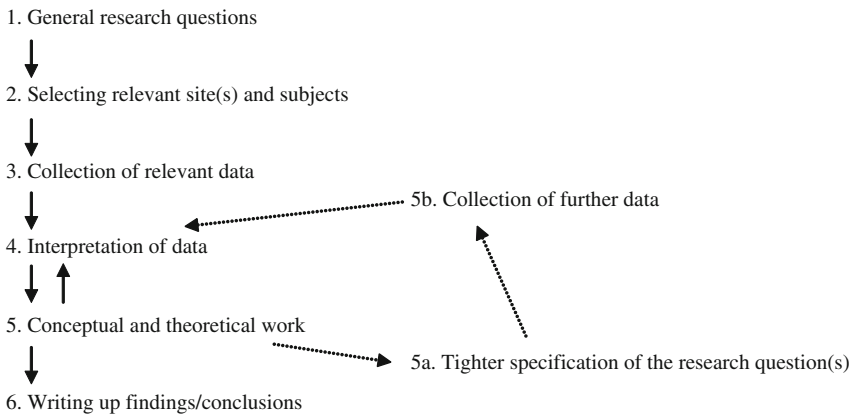 1. General research questions
2. Selecting relevant site(s) and subjects
3. Collection of relevant data
5b. Collection of further data
4. Interpretation of data
5. Conceptual and theoretical work
5a. Tighter specification of the research question(s)
6. Writing up findings/conclusions